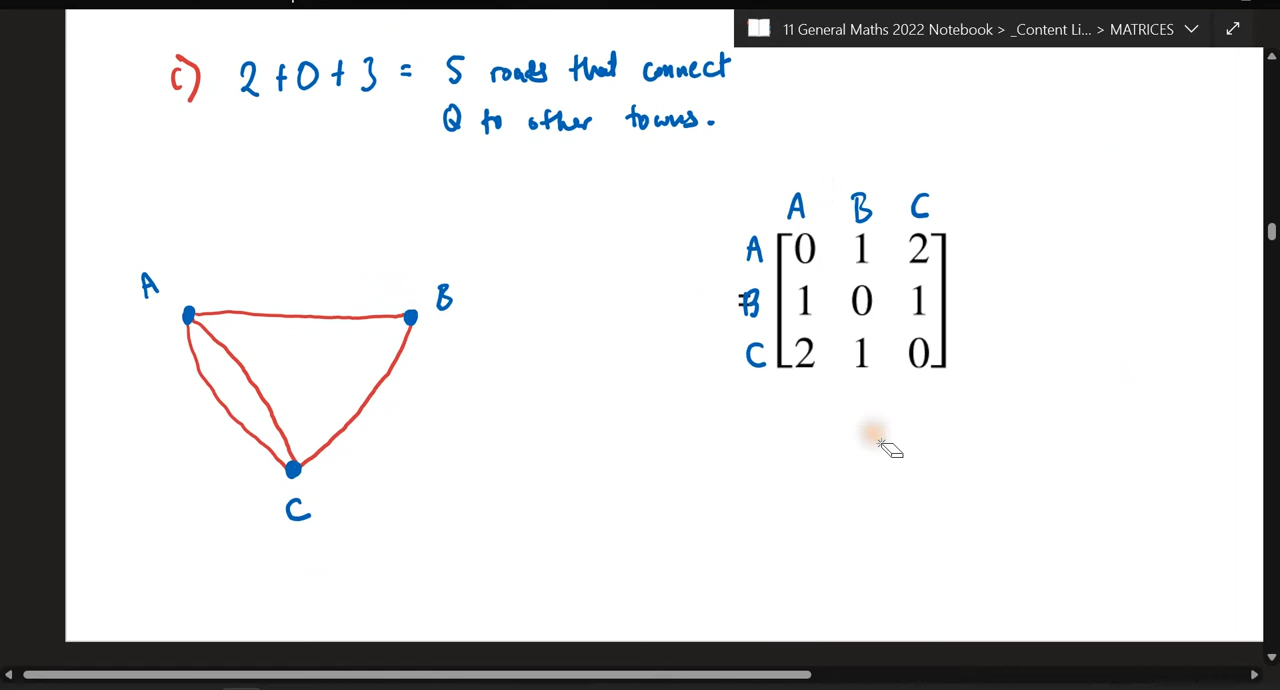 11 General Maths 2022 Notebook > _Content Li... > MATRICES
c) 2 + 0 + 3 = 5 roads that connect
Q to other towns.
A B C
A 0 1 2
B 1 0 1
C 2 1 0
A
B
C